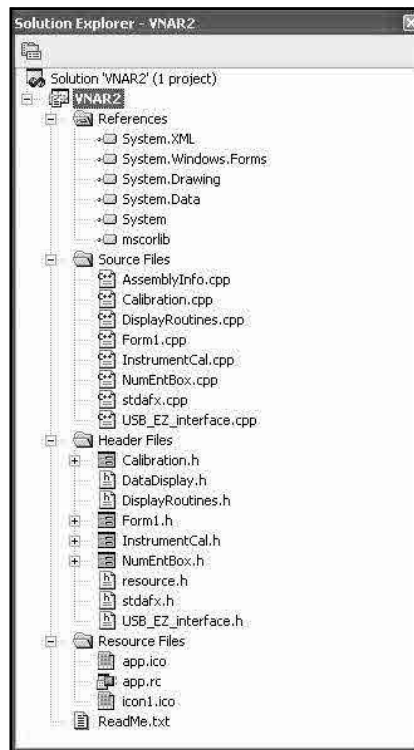 Solution Explorer - VNAR2
Solution 'VNAR2' (1 project)
VNAR2
References
System.XML
System.Windows.Forms
System.Drawing
System.Data
System
mscorlib
Source Files
AssemblyInfo.cpp
Calibration.cpp
DisplayRoutines.cpp
Form1.cpp
InstrumentCal.cpp
NumEntBox.cpp
stdafx.cpp
USB_EZ_interface.cpp
Header Files
Calibration.h
DataDisplay.h
DisplayRoutines.h
Form1.h
InstrumentCal.h
NumEntBox.h
resource.h
stdafx.h
USB_EZ_interface.h
Resource Files
app.ico
app.rc
icon1.ico
ReadMe.txt